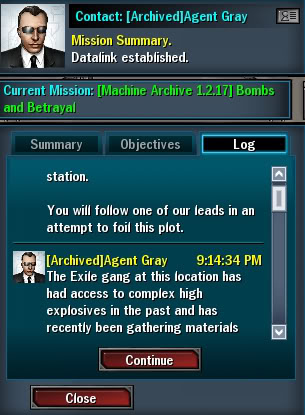 Contact: [Archived]Agent Gray
Mission Summary.
Datalink established.
Current Mission: [Machine Archive 1.2.17] Bombs
and Betrayal
Summary Objectives Log
station.
You will follow one of our leads in an
attempt to foil this plot.
[Archived]Agent Gray 9:14:34 PM
The Exile gang at this location has
had access to complex high
explosives in the past and has
recently been gathering materials
Continue
Close